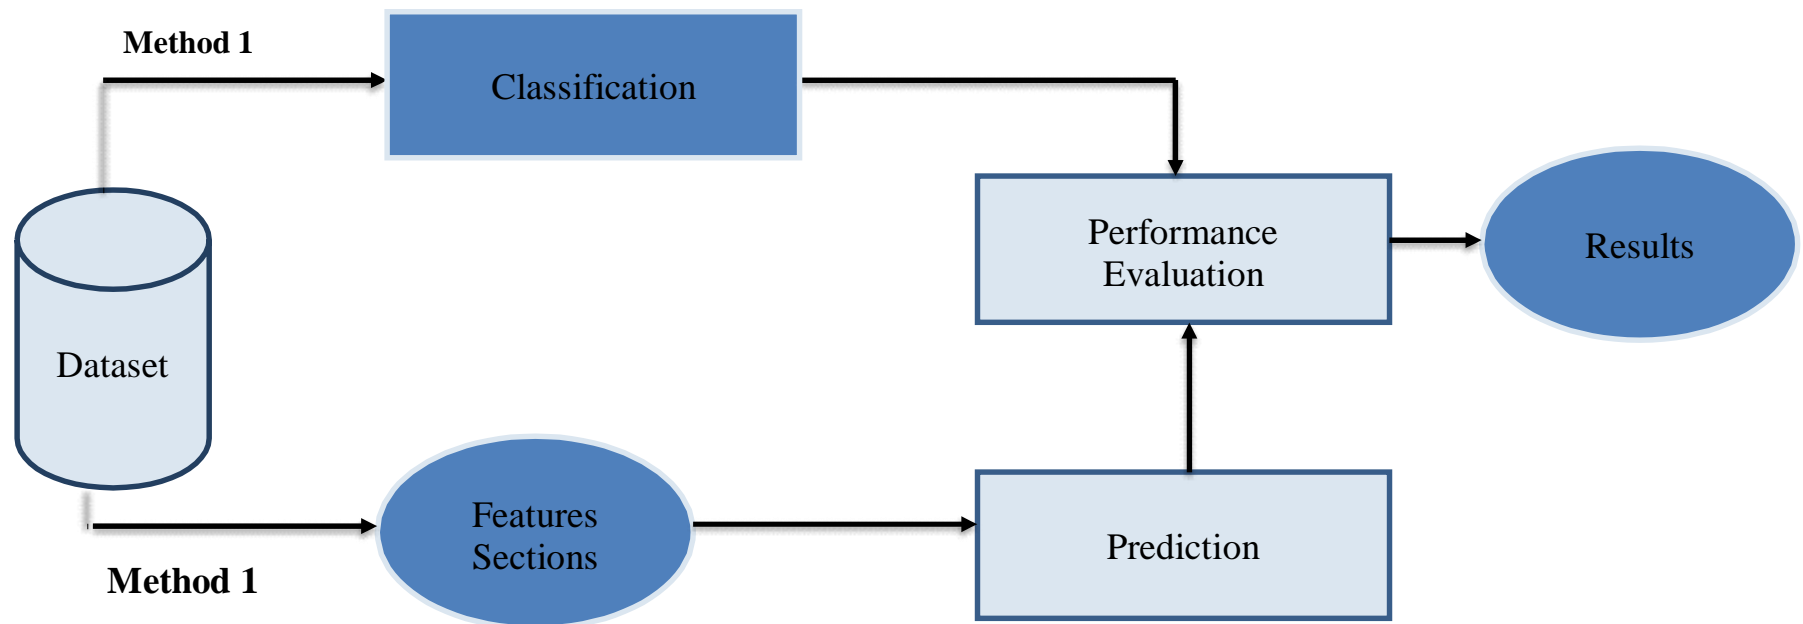 Method 1
Classification
Performance
Evaluation
Results
Dataset
Features
Sections
Prediction
Method 1